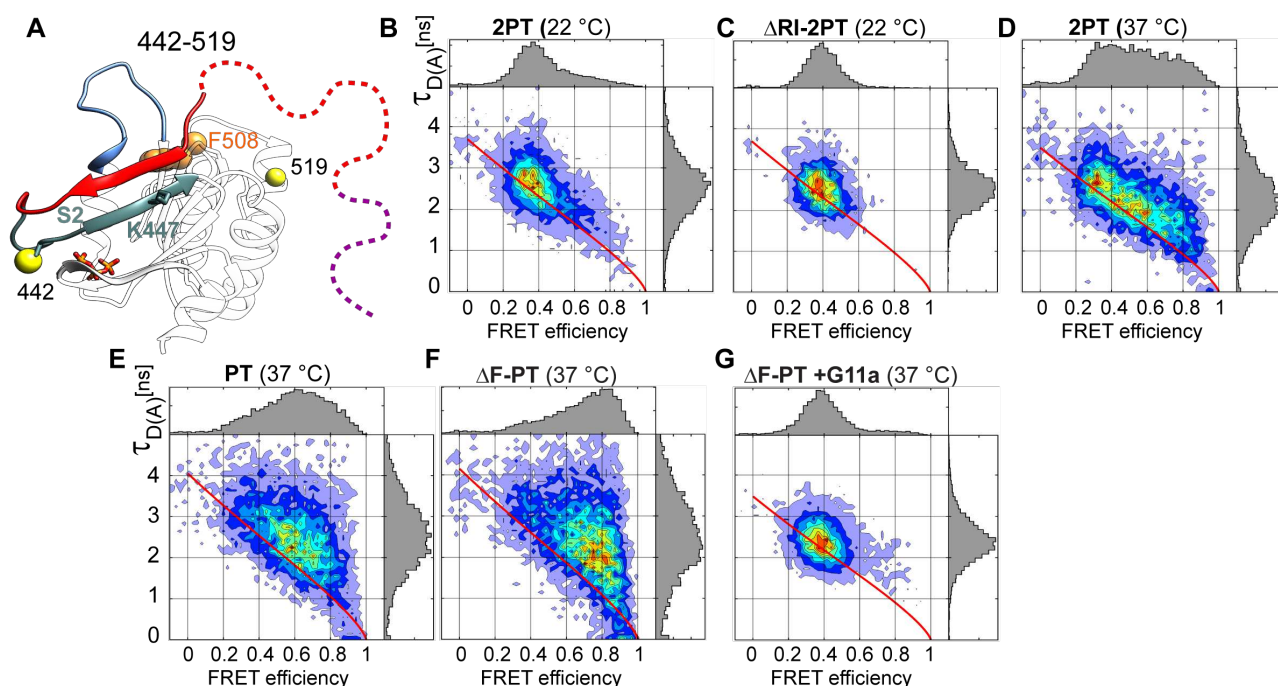 A
442-519
F508
519
S2
K447
442
B
2PT (22 °C)
τD(A)[ns]
4
3
2
1
0
0 0.2 0.4 0.6 0.8 1
FRET efficiency
C
ΔRI-2PT (22 °C)
0 0.2 0.4 0.6 0.8 1
FRET efficiency
D
2PT (37 °C)
0 0.2 0.4 0.6 0.8 1
FRET efficiency
E
PT (37 °C)
τD(A)[ns]
4
3
2
1
0
0 0.2 0.4 0.6 0.8 1
FRET efficiency
F
ΔF-PT (37 °C)
0 0.2 0.4 0.6 0.8 1
FRET efficiency
G
ΔF-PT +G11a (37 °C)
0 0.2 0.4 0.6 0.8 1
FRET efficiency